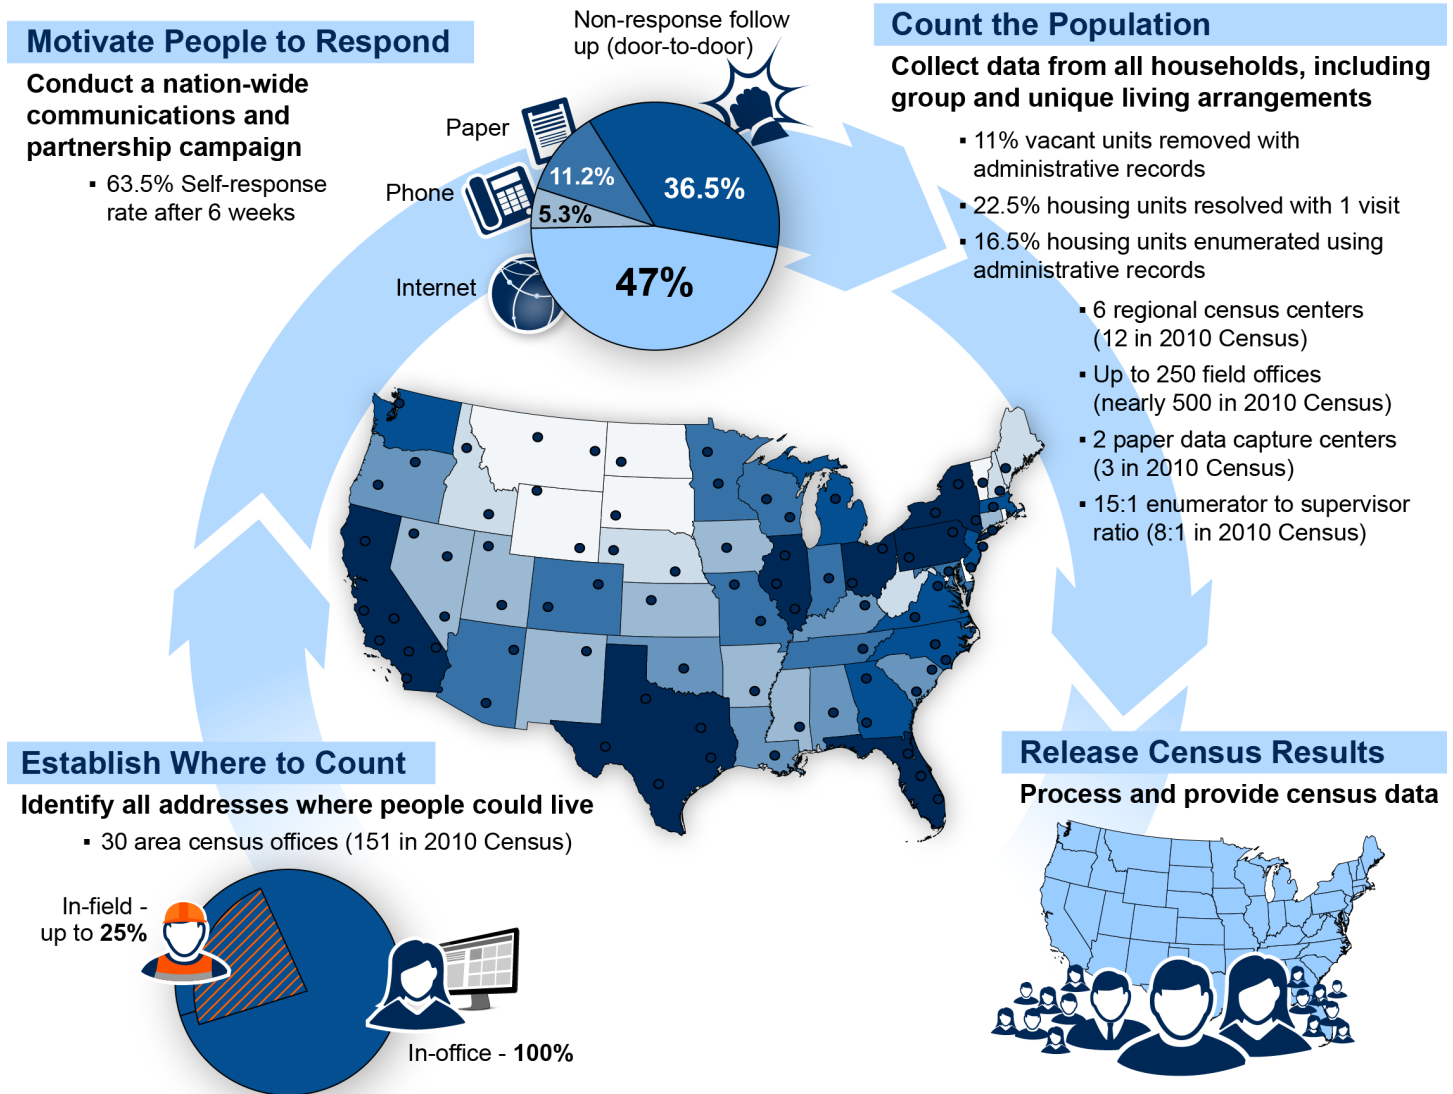 Motivate People to Respond
Conduct a nation-wide
communications and
partnership campaign
▪ 63.5% Self-response
rate after 6 weeks
Non-response follow
up (door-to-door)
Paper
Phone
Internet
11.2%
36.5%
5.3%
47%
Count the Population
Collect data from all households, including
group and unique living arrangements
▪ 11% vacant units removed with
administrative records
▪ 22.5% housing units resolved with 1 visit
▪ 16.5% housing units enumerated using
administrative records
▪ 6 regional census centers
(12 in 2010 Census)
▪ Up to 250 field offices
(nearly 500 in 2010 Census)
▪ 2 paper data capture centers
(3 in 2010 Census)
▪ 15:1 enumerator to supervisor
ratio (8:1 in 2010 Census)
Establish Where to Count
Identify all addresses where people could live
▪ 30 area census offices (151 in 2010 Census)
In-field -
up to 25%
In-office - 100%
Release Census Results
Process and provide census data